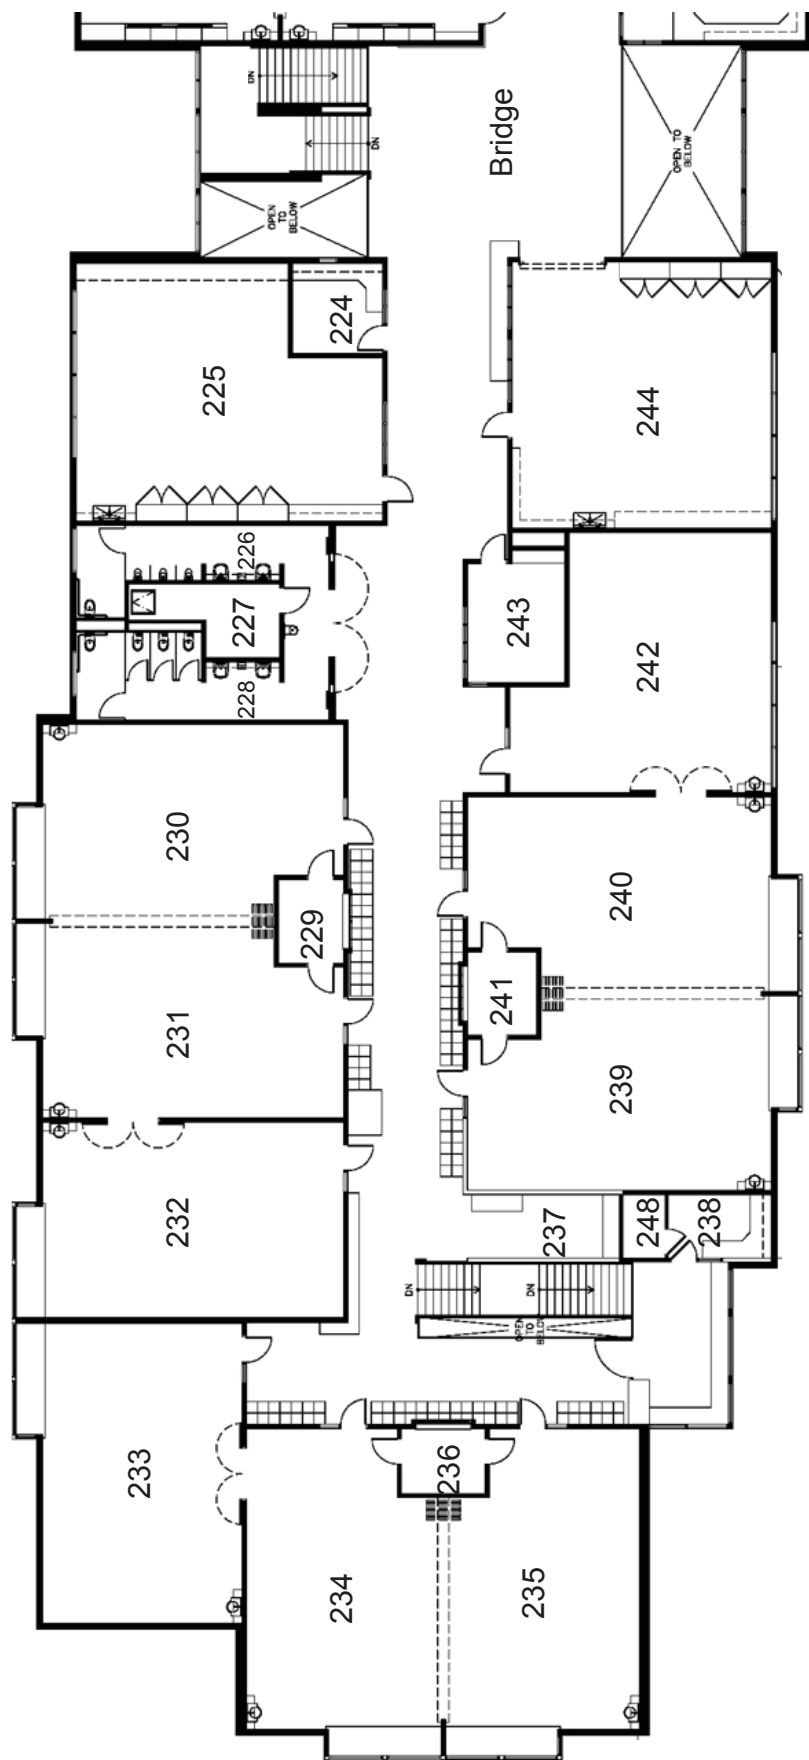 DN
DN
Bridge
OPEN TO
BELOW
OPEN
TO
BELOW
224
225
244
226
227
228
243
242
230
229
231
240
241
239
232
237
248
238
DN
DN
OPEN
TO
BELOW
233
236
234
235